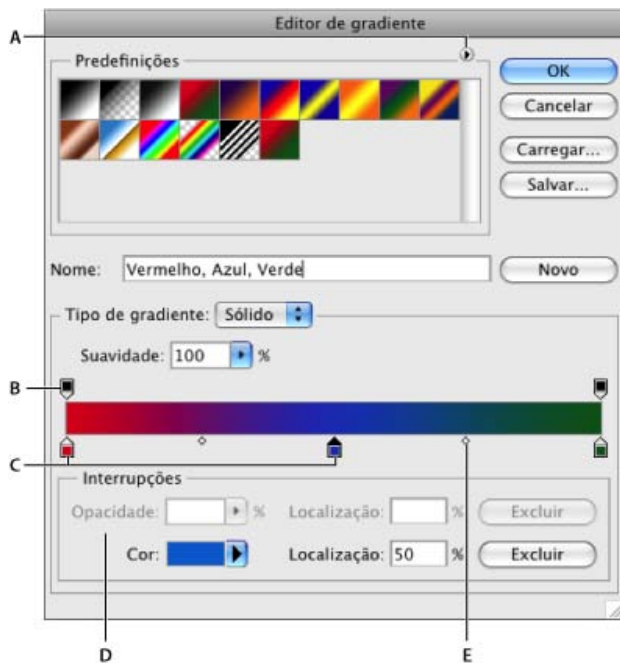 Editor de gradiente
A
Predefinições
OK
Cancelar
Carregar...
Salvar...
Nome: Vermelho, Azul, Verde Novo
Tipo de gradiente: Sólido
Suavidade: 100 %
B
C
Interrupções
Opacidade: % Localização: % Excluir
Cor: Localização: 50 % Excluir
D E